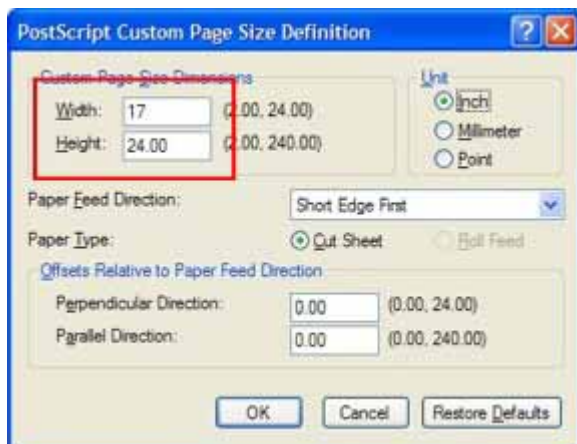 PostScript Custom Page Size Definition
Custom Page Size Dimensions
Unit
Width: 17 (2.00, 24.00)
Inch
Height: 24.00 (2.00, 240.00)
Millimeter
Point
Paper Feed Direction: Short Edge First
Paper Type: Cut Sheet Roll Feed
Offsets Relative to Paper Feed Direction
Perpendicular Direction: 0.00 (0.00, 24.00)
Parallel Direction: 0.00 (0.00, 240.00)
OK Cancel Restore Defaults